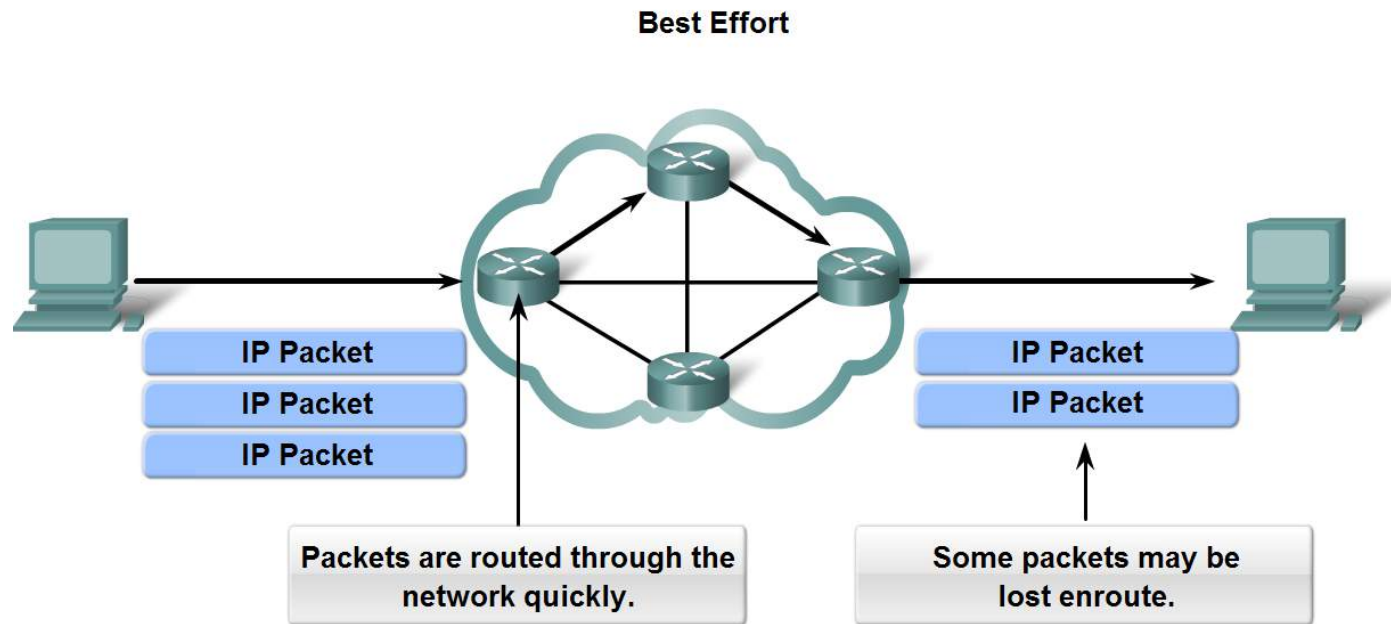 Best Effort
IP Packet
IP Packet
IP Packet
IP Packet
IP Packet
Packets are routed through the
network quickly.
Some packets may be
lost enroute.